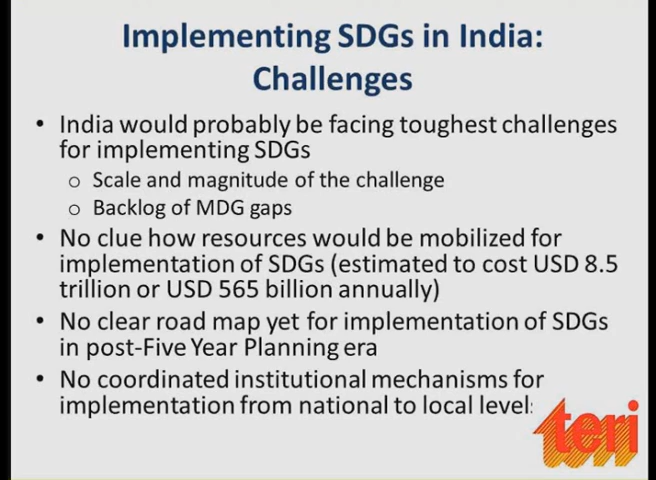 Implementing SDGs in India:
Challenges
• India would probably be facing toughest challenges
for implementing SDGs
o Scale and magnitude of the challenge
o Backlog of MDG gaps
• No clue how resources would be mobilized for
implementation of SDGs (estimated to cost USD 8.5
trillion or USD 565 billion annually)
• No clear road map yet for implementation of SDGs
in post-Five Year Planning era
• No coordinated institutional mechanisms for
implementation from national to local level
teri